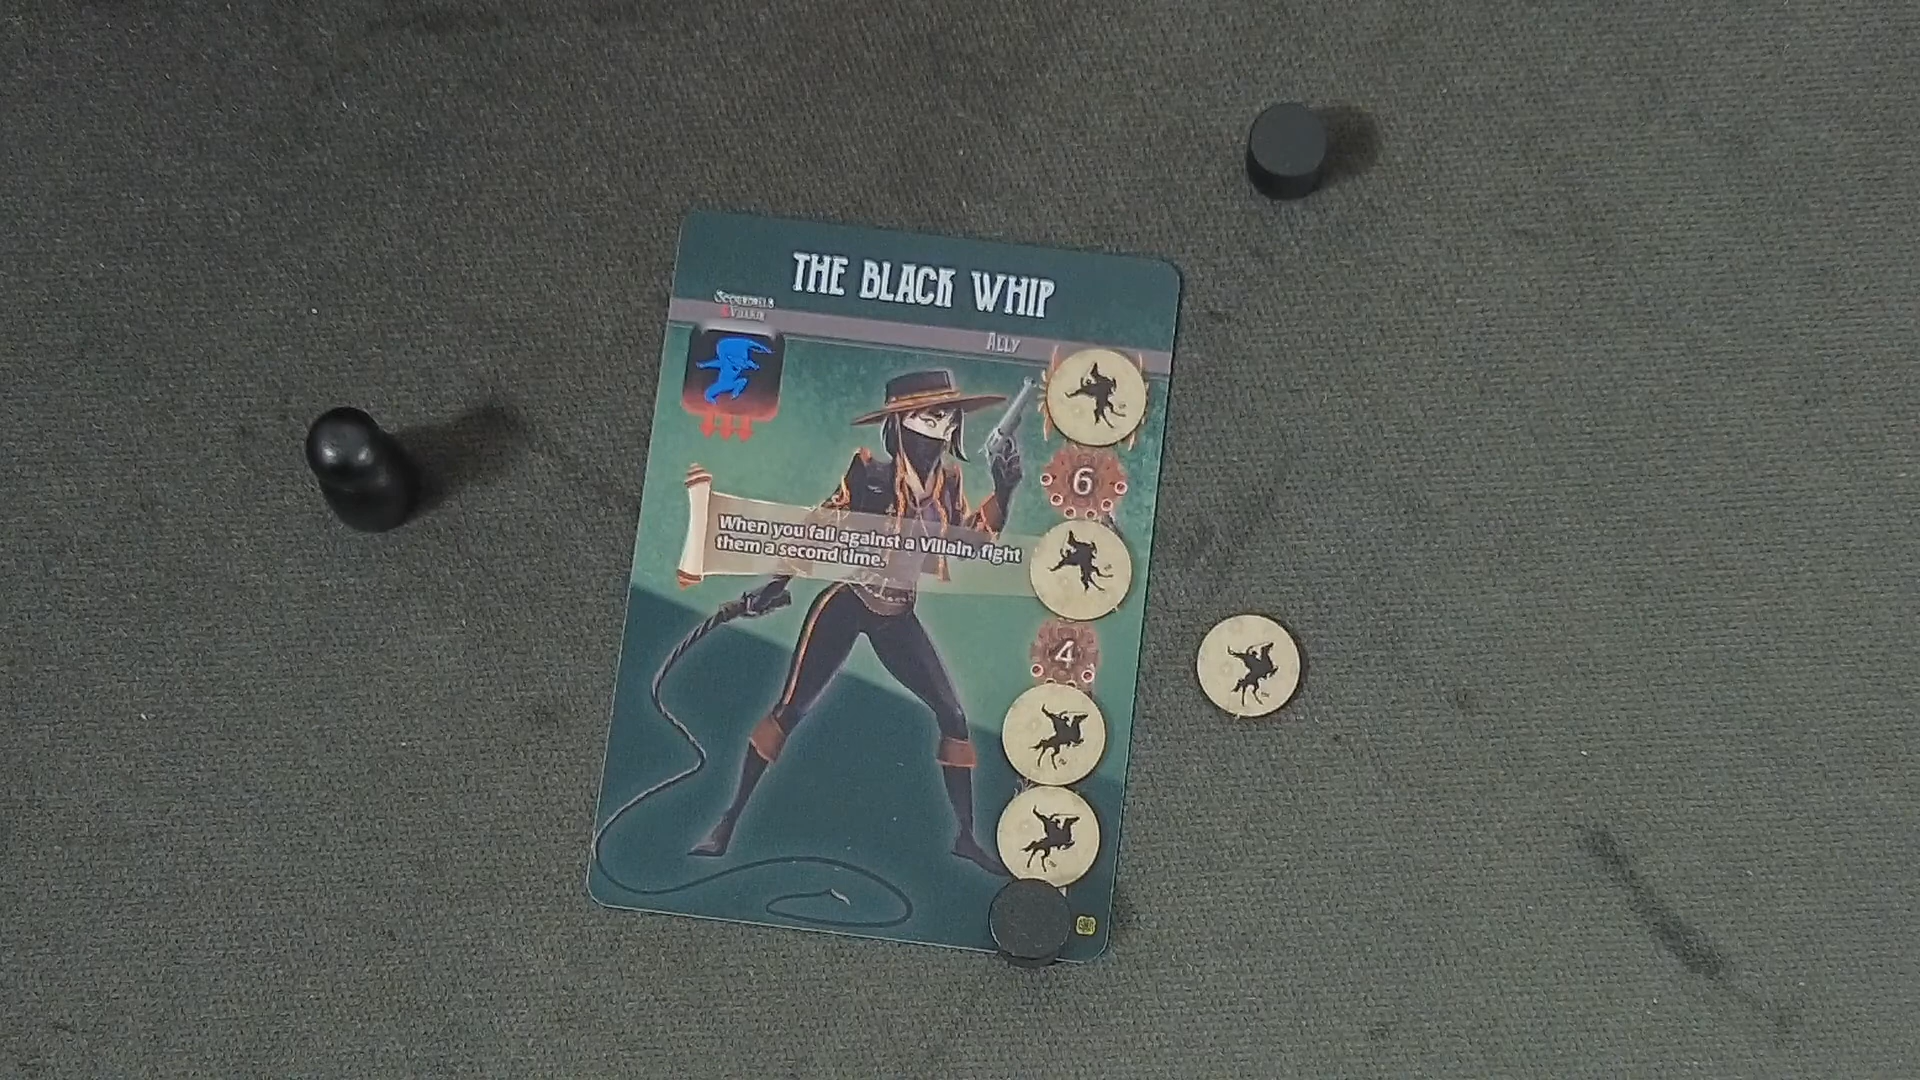 THE BLACK WHIP
Scoundrels
& Villain
ALLY
6
When you fail against a Villain, fight
them a second time.
4